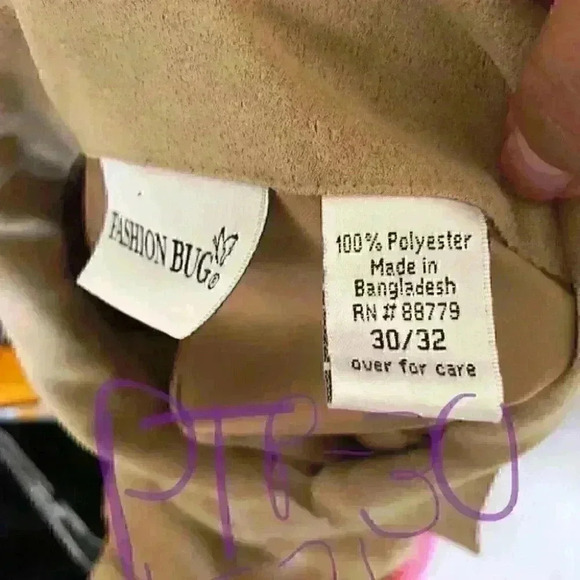 FASHION BUG®
100% Polyester
Made in
Bangladesh
RN # 88779
30/32
over for care